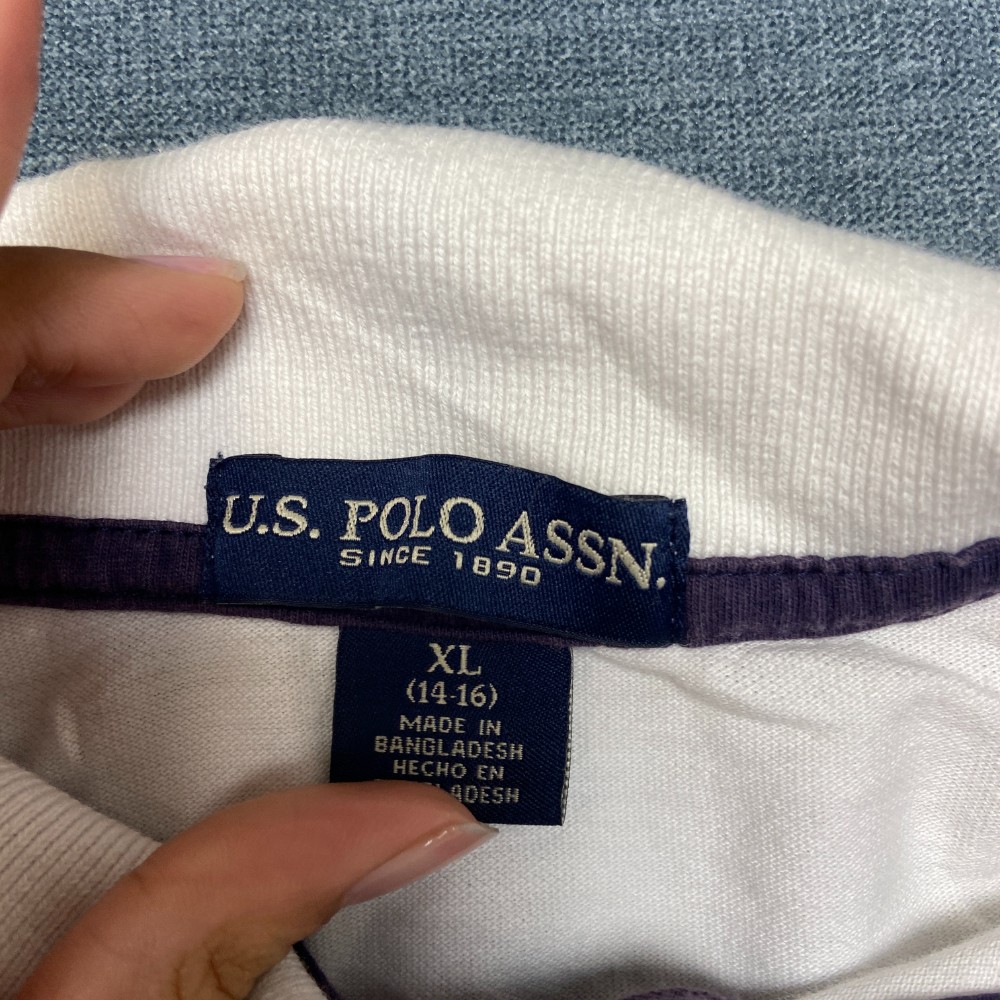 U.S. POLO ASSN.
SINCE 1890
XL
(14-16)
MADE IN
BANGLADESH
HECHO EN